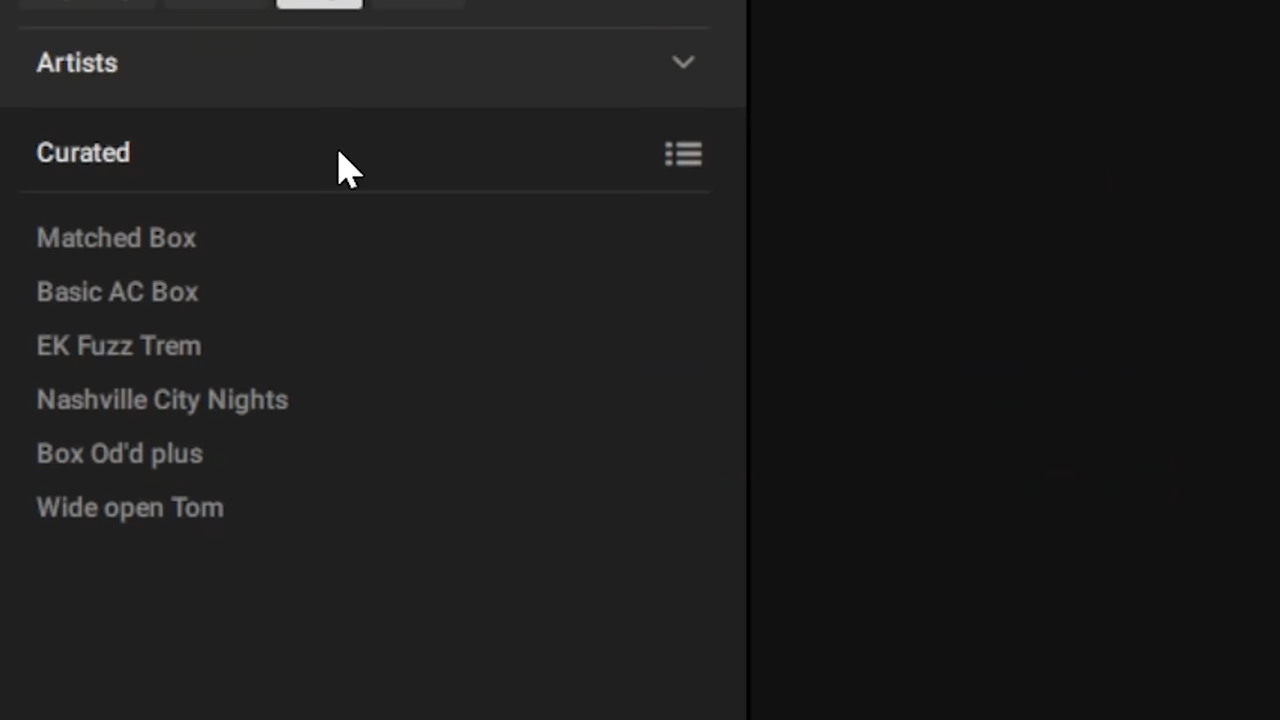 Artists
Curated
Matched Box
Basic AC Box
EK Fuzz Trem
Nashville City Nights
Box Od'd plus
Wide open Tom